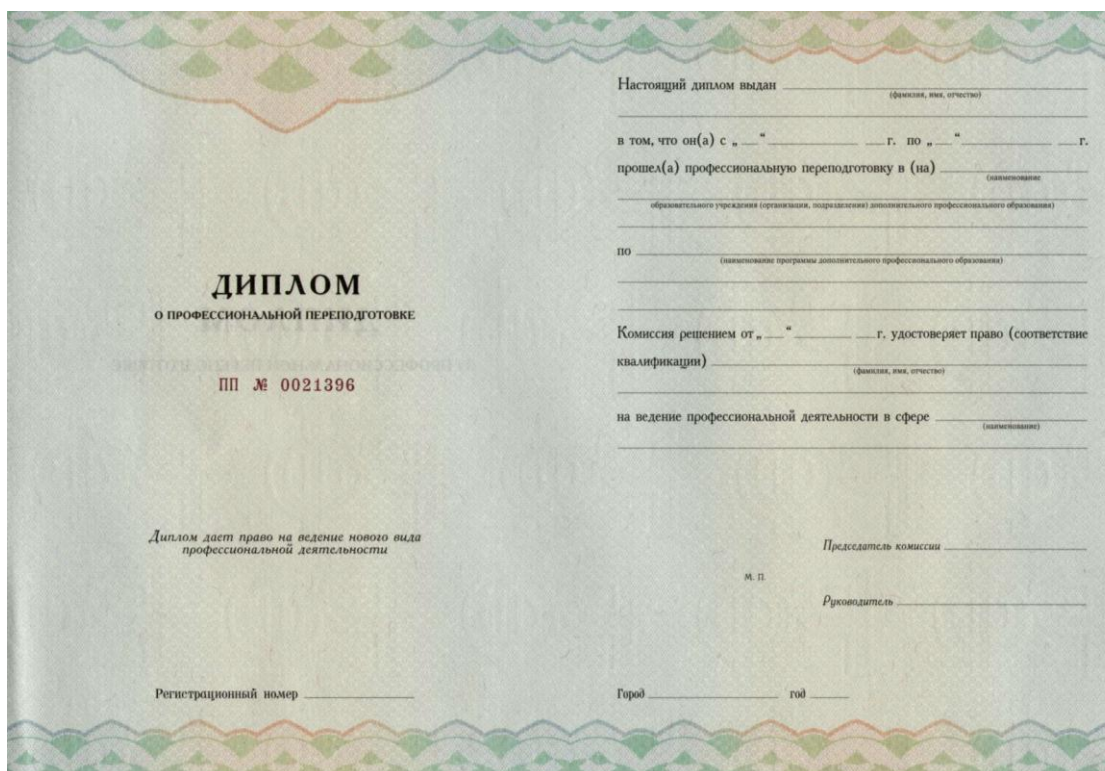 ДИПЛОМ
О ПРОФЕССИОНАЛЬНОЙ ПЕРЕПОДГОТОВКЕ
ПП № 0021396
Диплом дает право на ведение нового вида
профессиональной деятельности
Регистрационный номер
Настоящий диплом выдан
(фамилия, имя, отчество)
в том, что он(а) с „ “ г. по „ “ г.
прошел(а) профессиональную переподготовку в (на)
(наименование
образовательного учреждения (организации, подразделения) дополнительного профессионального образования)
по
(наименование программы дополнительного профессионального образования)
Комиссия решением от „ “ г. удостоверяет право (соответствие
квалификации)
(фамилия, имя, отчество)
на ведение профессиональной деятельности в сфере
(наименование)
Председатель комиссии
М. П.
Руководитель
Город год